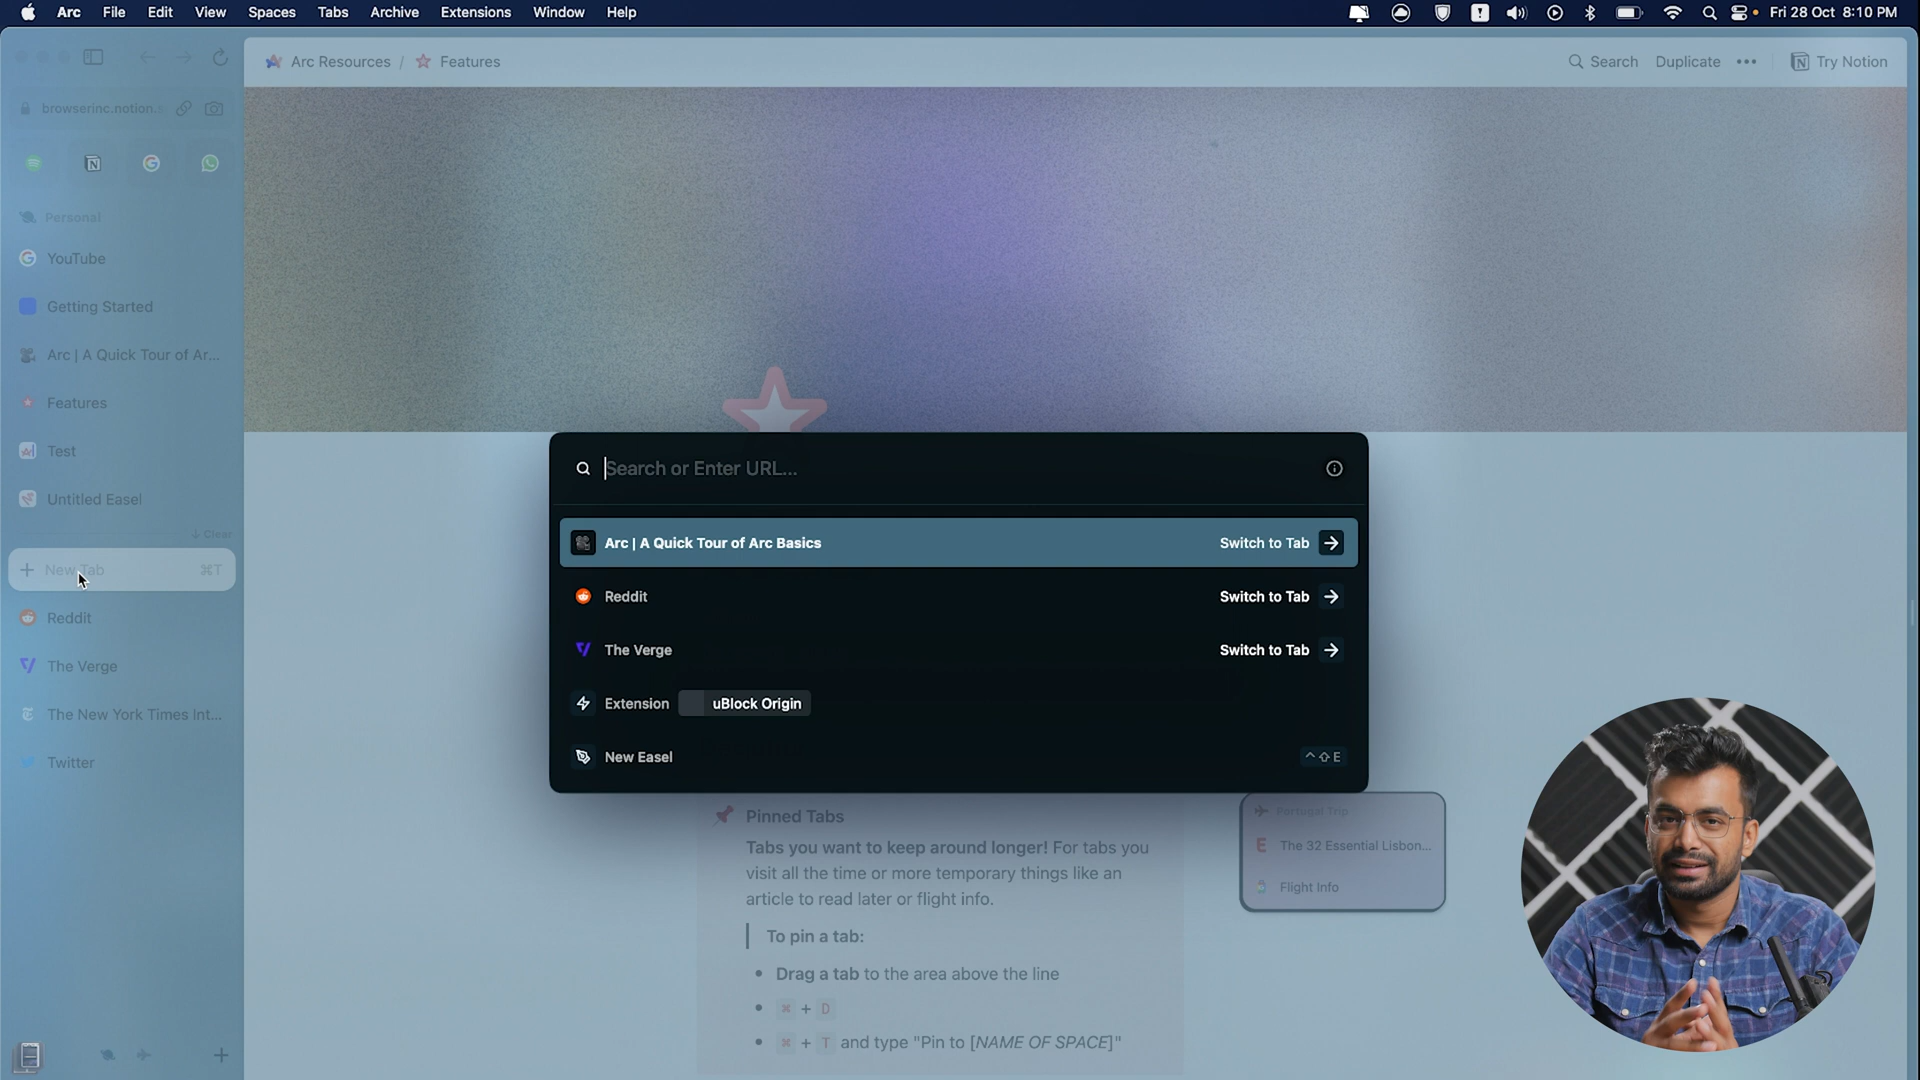 Arc File Edit View Spaces Tabs Archive Extensions Window Help Fri 28 Oct 8:10 PM
Arc Resources / Features Search Duplicate ••• Try Notion
browserinc.notion.
Personal
YouTube
Getting Started
Arc | A Quick Tour of Ar...
Features
Test
Untitled Easel
↓ Clear
+ New Tab ⌘T
Reddit
The Verge
The New York Times Int...
Twitter
Search or Enter URL...
Arc | A Quick Tour of Arc Basics Switch to Tab →
Reddit Switch to Tab →
The Verge Switch to Tab →
Extension uBlock Origin
New Easel ^⇧E
Pinned Tabs
Tabs you want to keep around longer! For tabs you
visit all the time or more temporary things like an
article to read later or flight info.
To pin a tab:
• Drag a tab to the area above the line
• ⌘ + D
• ⌘ + T and type "Pin to [NAME OF SPACE]"
Portugal Trip
The 32 Essential Lisbon...
Flight Info